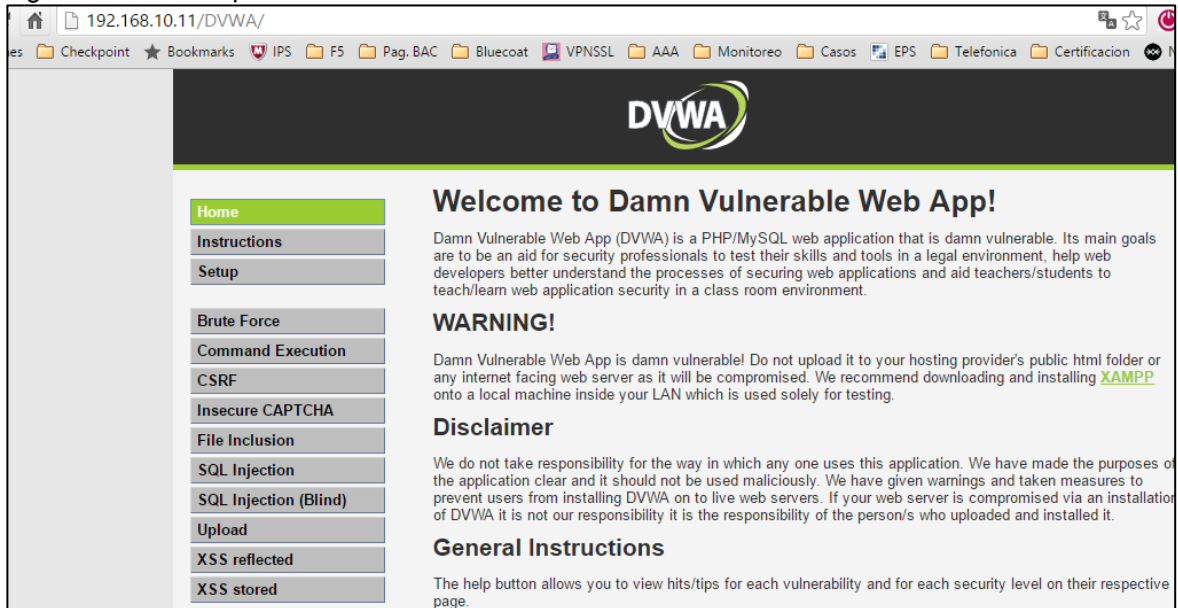 192.168.10.11/DVWA/
es Checkpoint Bookmarks IPS F5 Pag. BAC Bluecoat VPNSSL AAA Monitoreo Casos EPS Telefonica Certificacion N
DVWA
Home
Instructions
Setup
Brute Force
Command Execution
CSRF
Insecure CAPTCHA
File Inclusion
SQL Injection
SQL Injection (Blind)
Upload
XSS reflected
XSS stored
Welcome to Damn Vulnerable Web App!
Damn Vulnerable Web App (DVWA) is a PHP/MySQL web application that is damn vulnerable. Its main goals
are to be an aid for security professionals to test their skills and tools in a legal environment, help web
developers better understand the processes of securing web applications and aid teachers/students to
teach/learn web application security in a class room environment.
WARNING!
Damn Vulnerable Web App is damn vulnerable! Do not upload it to your hosting provider's public html folder or
any internet facing web server as it will be compromised. We recommend downloading and installing XAMPP
onto a local machine inside your LAN which is used solely for testing.
Disclaimer
We do not take responsibility for the way in which any one uses this application. We have made the purposes of
the application clear and it should not be used maliciously. We have given warnings and taken measures to
prevent users from installing DVWA on to live web servers. If your web server is compromised via an installation
of DVWA it is not our responsibility it is the responsibility of the person/s who uploaded and installed it.
General Instructions
The help button allows you to view hits/tips for each vulnerability and for each security level on their respective
page.